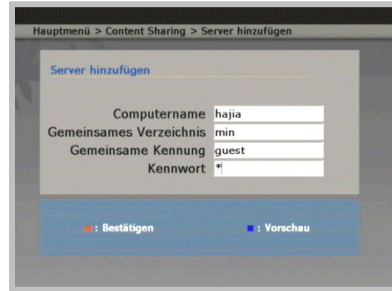 Hauptmenü > Content Sharing > Server hinzufügen
Server hinzufügen
Computername hajia
Gemeinsames Verzeichnis min
Gemeinsame Kennung guest
Kennwort *
: Bestätigen : Vorschau